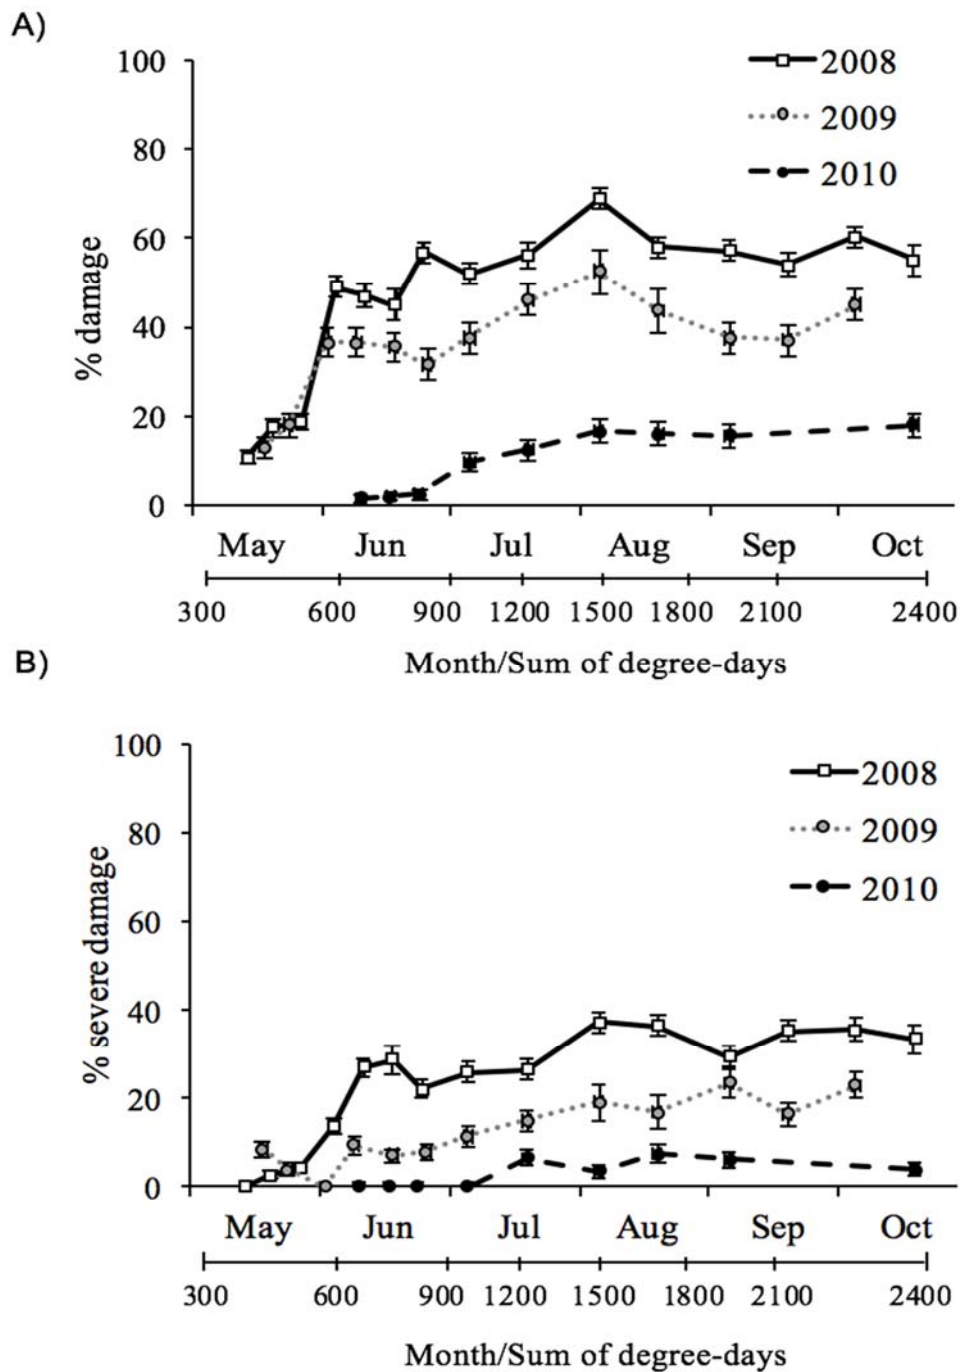 A)
100
80
60
40
20
0
% damage
2008
2009
2010
May Jun Jul Aug Sep Oct
300 600 900 1200 1500 1800 2100 2400
Month/Sum of degree-days
B)
100
80
60
40
20
0
% severe damage
2008
2009
2010
May Jun Jul Aug Sep Oct
300 600 900 1200 1500 1800 2100 2400
Month/Sum of degree-days